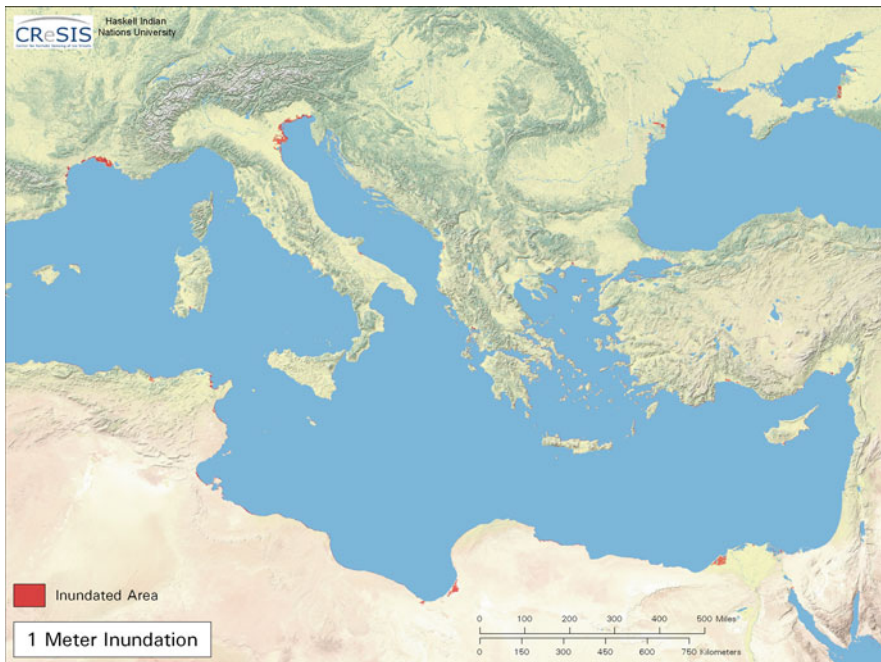 CReSIS
Haskell Indian
Nations University
Inundated Area
1 Meter Inundation
0 100 200 300 400 500 Miles
0 150 300 450 600 750 Kilometers